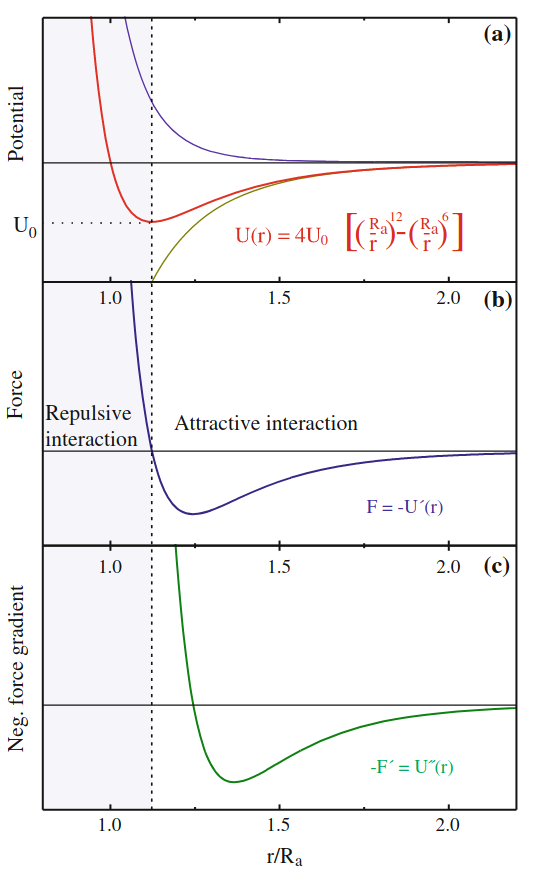 (a)
Potential
U₀
U(r) = 4U₀ [(Ra/r)¹²-(Ra/r)⁶]
1.0 1.5 2.0 (b)
Force
Repulsive
interaction
Attractive interaction
F = -U´(r)
1.0 1.5 2.0 (c)
Neg. force gradient
-F´ = U˝(r)
1.0 1.5 2.0
r/Ra